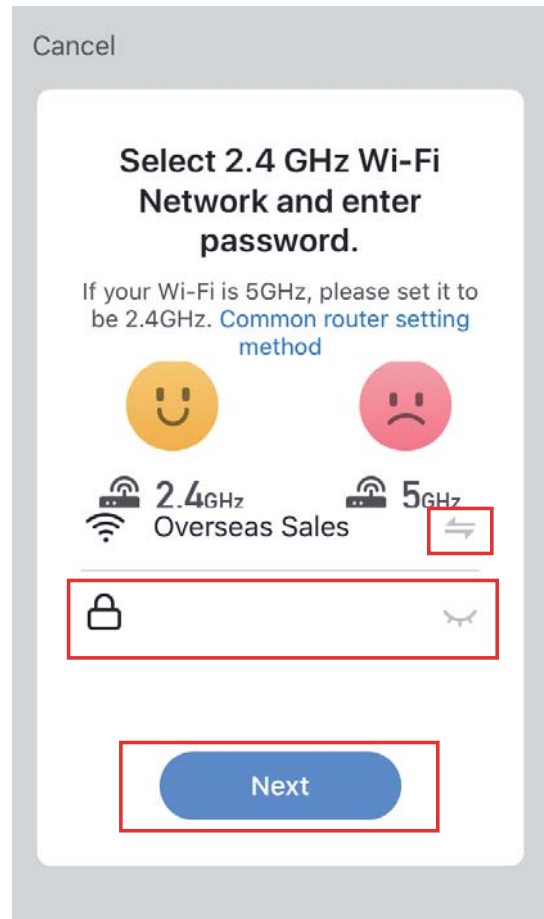 Cancel
Select 2.4 GHz Wi-Fi
Network and enter
password.
If your Wi-Fi is 5GHz, please set it to
be 2.4GHz. Common router setting
method
2.4GHz 5GHz
Overseas Sales
Next